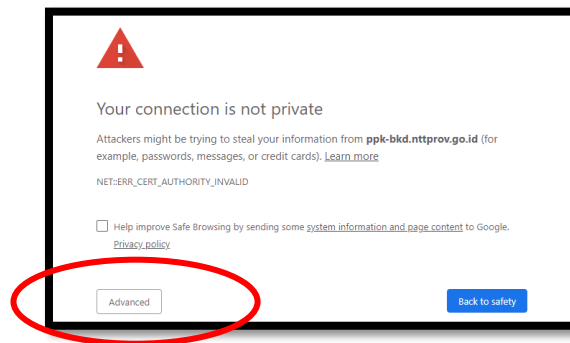 Your connection is not private
Attackers might be trying to steal your information from ppk-bkd.nttprov.go.id (for
example, passwords, messages, or credit cards). Learn more
NET::ERR_CERT_AUTHORITY_INVALID
Help improve Safe Browsing by sending some system information and page content to Google.
Privacy policy
Advanced
Back to safety